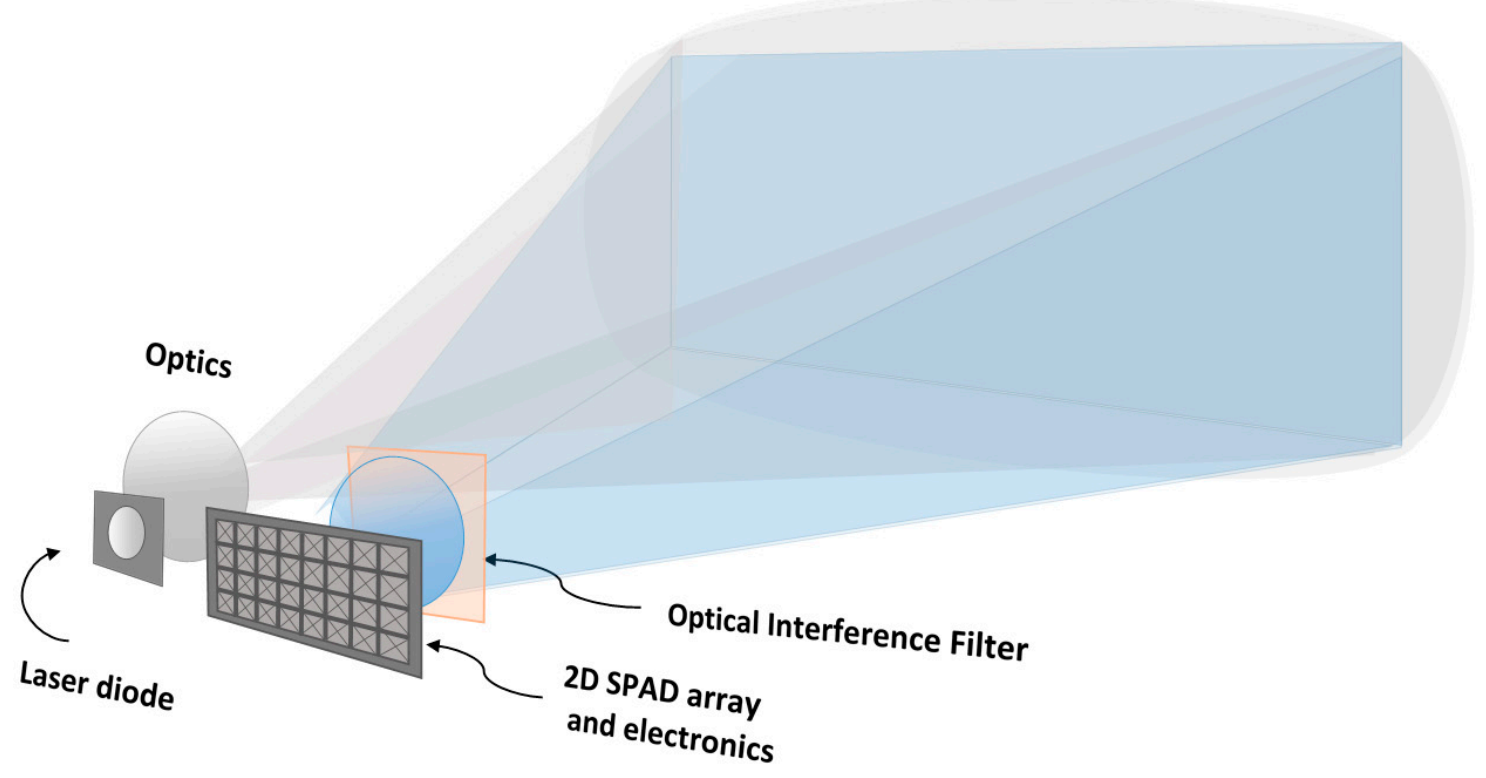 Optics
Optical Interference Filter
Laser diode
2D SPAD array
and electronics